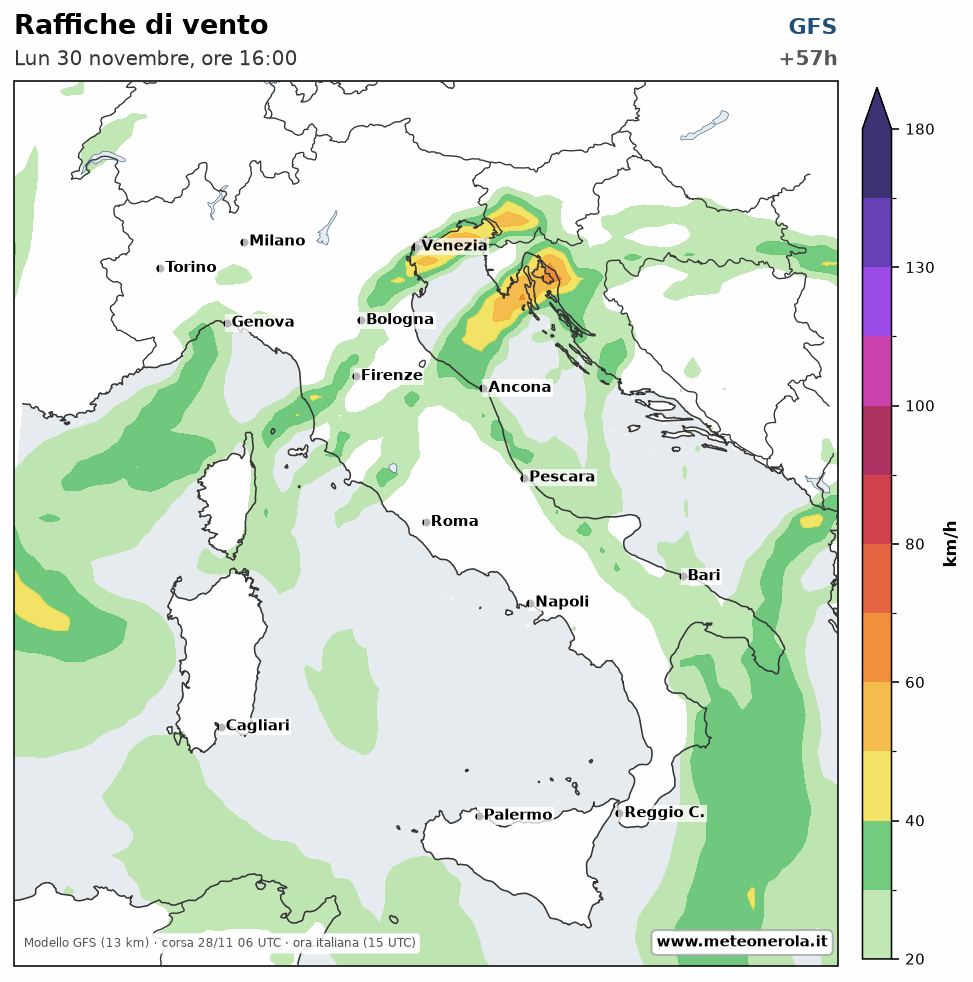 Raffiche di vento
GFS
Lun 30 novembre, ore 16:00
+57h
180
130
100
80
60
40
20
km/h
Milano
Venezia
Torino
Genova
Bologna
Firenze
Ancona
Pescara
Roma
Bari
Napoli
Cagliari
Palermo
Reggio C.
Modello GFS (13 km) · corsa 28/11 06 UTC · ora italiana (15 UTC)
www.meteonerola.it